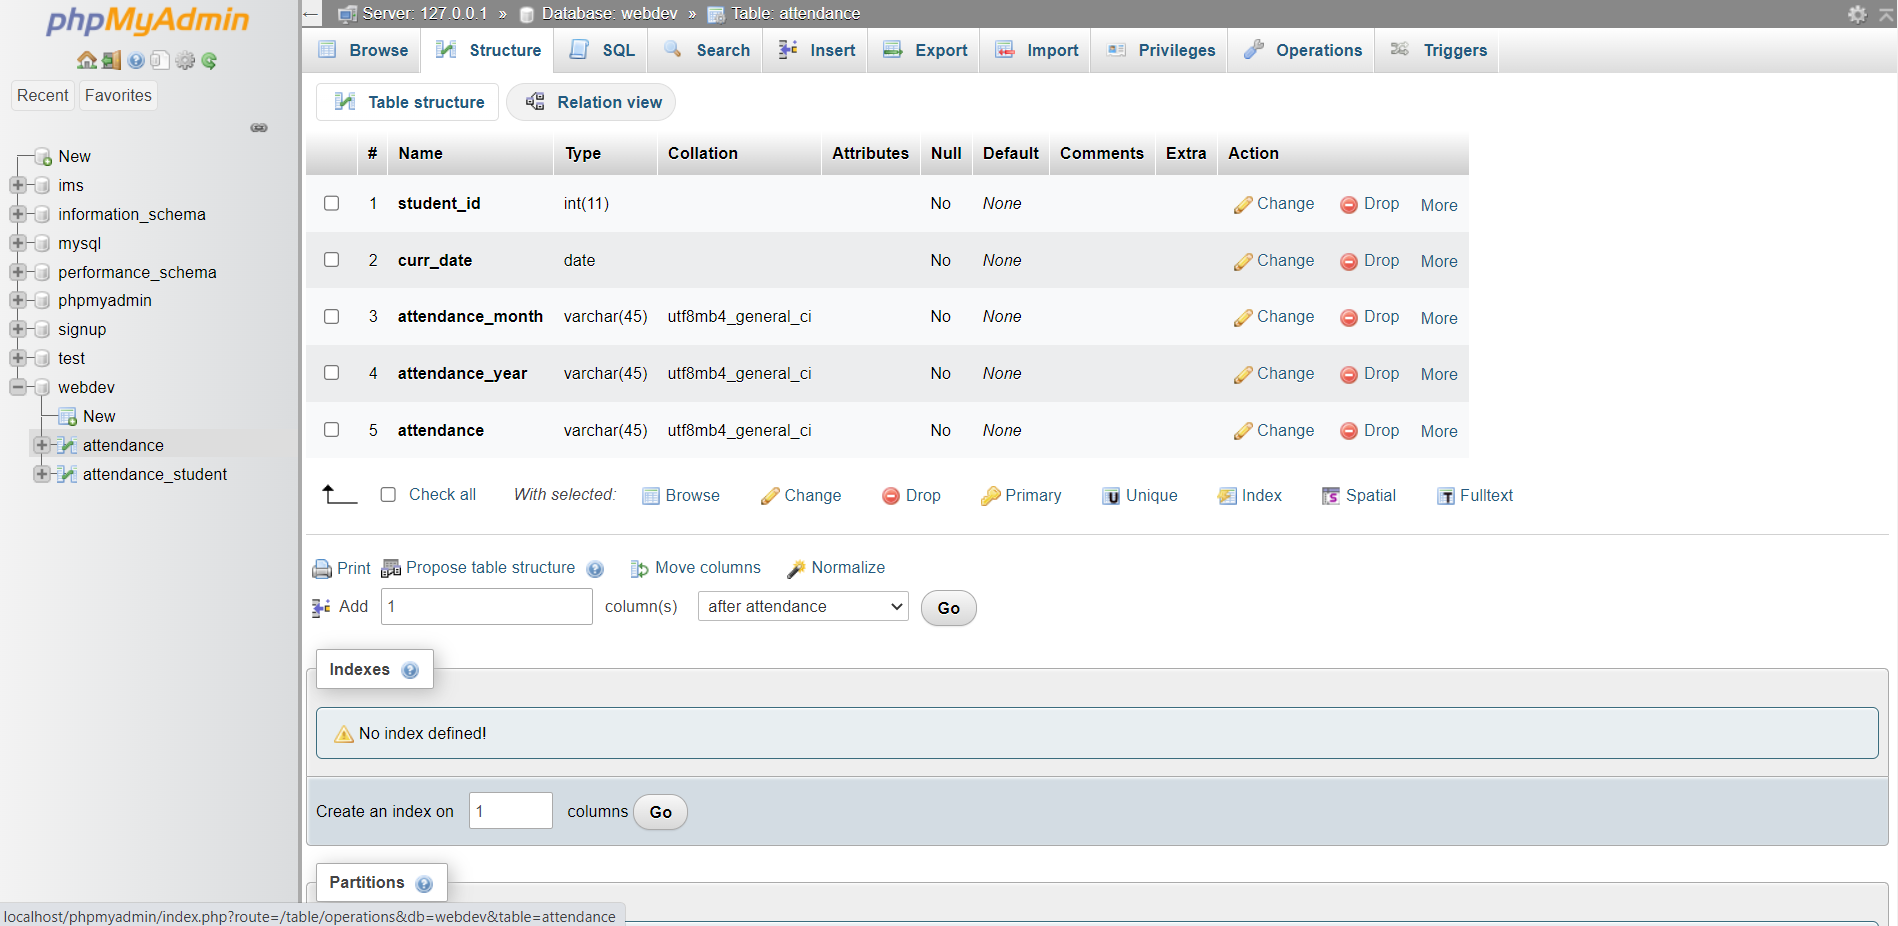 phpMyAdmin
Recent Favorites
New
ims
information_schema
mysql
performance_schema
phpmyadmin
signup
test
webdev
New
attendance
attendance_student
Server: 127.0.0.1 » Database: webdev » Table: attendance
Browse Structure SQL Search Insert Export Import Privileges Operations Triggers
Table structure Relation view
# Name Type Collation Attributes Null Default Comments Extra Action
1 student_id int(11) No None Change Drop More
2 curr_date date No None Change Drop More
3 attendance_month varchar(45) utf8mb4_general_ci No None Change Drop More
4 attendance_year varchar(45) utf8mb4_general_ci No None Change Drop More
5 attendance varchar(45) utf8mb4_general_ci No None Change Drop More
Check all With selected: Browse Change Drop Primary Unique Index Spatial Fulltext
Print Propose table structure Move columns Normalize
Add 1 column(s) after attendance Go
Indexes
No index defined!
Create an index on 1 columns Go
Partitions
localhost/phpmyadmin/index.php?route=/table/operations&db=webdev&table=attendance